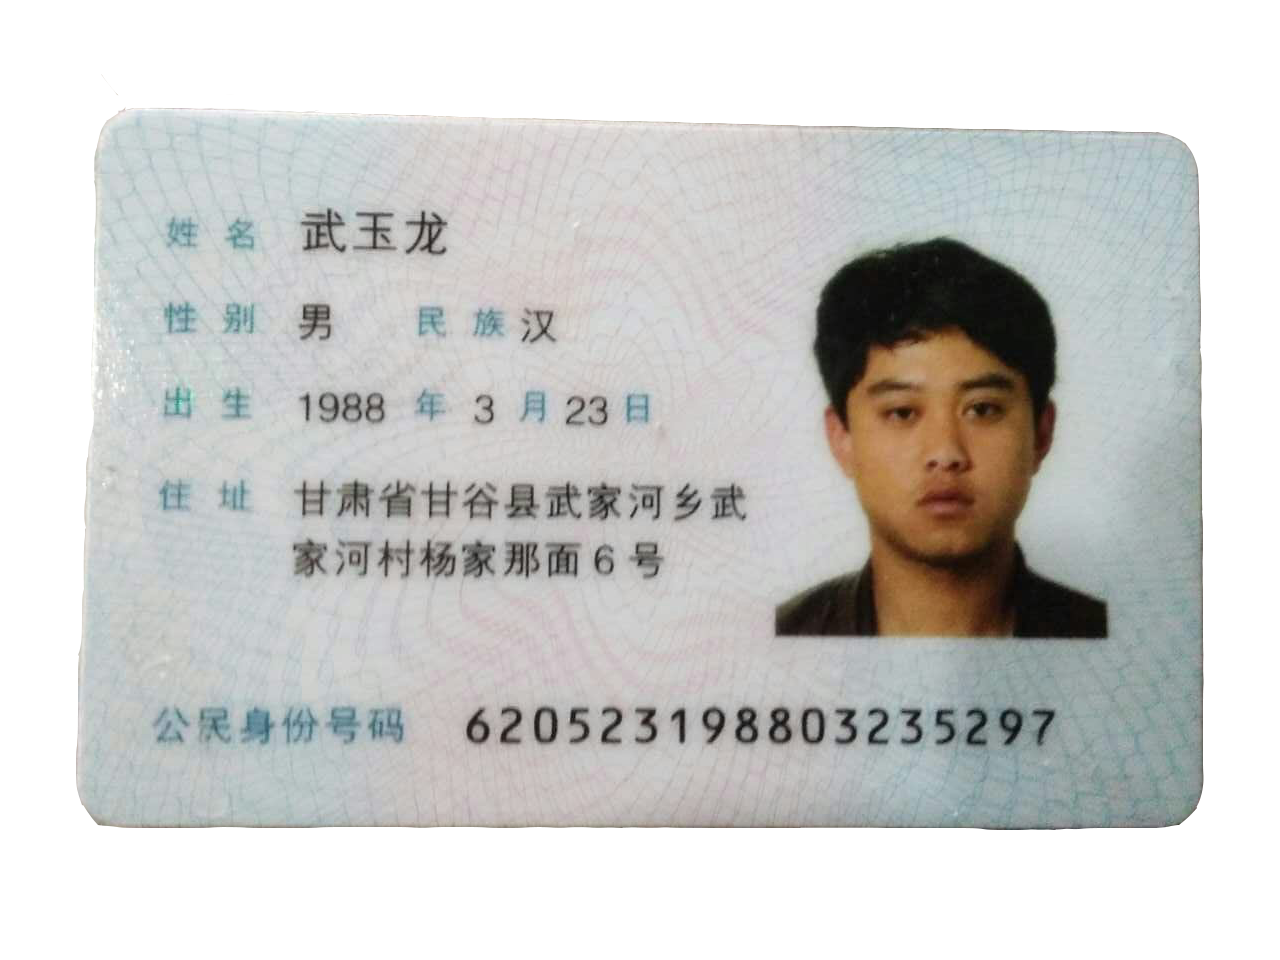 姓名 武玉龙
性别 男 民族 汉
出生 1988 年 3 月 23 日
住址 甘肃省甘谷县武家河乡武
家河村杨家那面6号
公民身份号码 620523198803235297